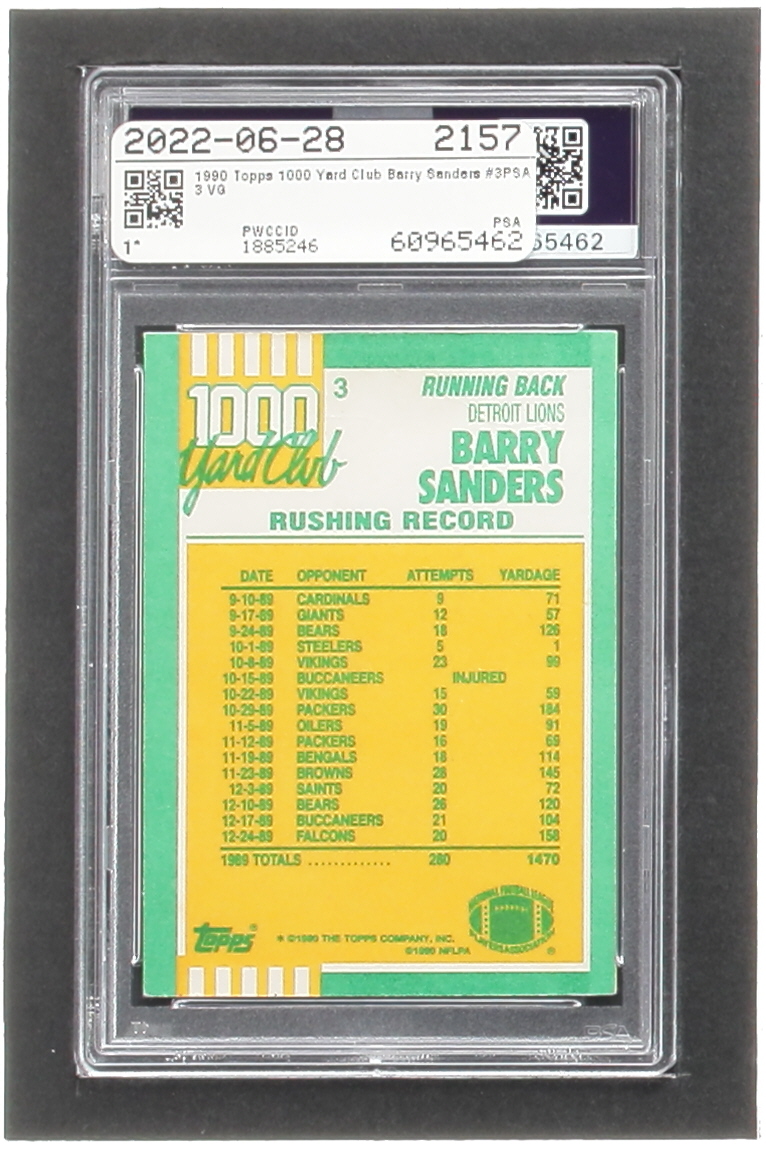 2022-06-28 2157
1990 Topps 1000 Yard Club Barry Sanders #3PSA
3 VG
PWCCID PSA
1* 1885246 60965462 65462
1000 3 RUNNING BACK
Yard Club DETROIT LIONS
BARRY
SANDERS
RUSHING RECORD
DATE OPPONENT ATTEMPTS YARDAGE
9-10-89 CARDINALS 9 71
9-17-89 GIANTS 12 57
9-24-89 BEARS 18 126
10-1-89 STEELERS 5 1
10-8-89 VIKINGS 23 99
10-15-89 BUCCANEERS INJURED
10-22-89 VIKINGS 15 59
10-29-89 PACKERS 30 184
11-5-89 OILERS 19 91
11-12-89 PACKERS 16 69
11-19-89 BENGALS 18 114
11-23-89 BROWNS 28 145
12-3-89 SAINTS 20 72
12-10-89 BEARS 26 120
12-17-89 BUCCANEERS 21 104
12-24-89 FALCONS 20 158
1989 TOTALS ............. 280 1470
NATIONAL FOOTBALL LEAGUE
PLAYERS ASSOCIATION
topps® * ©1990 THE TOPPS COMPANY, INC.
©1990 NFLPA ®
PSA